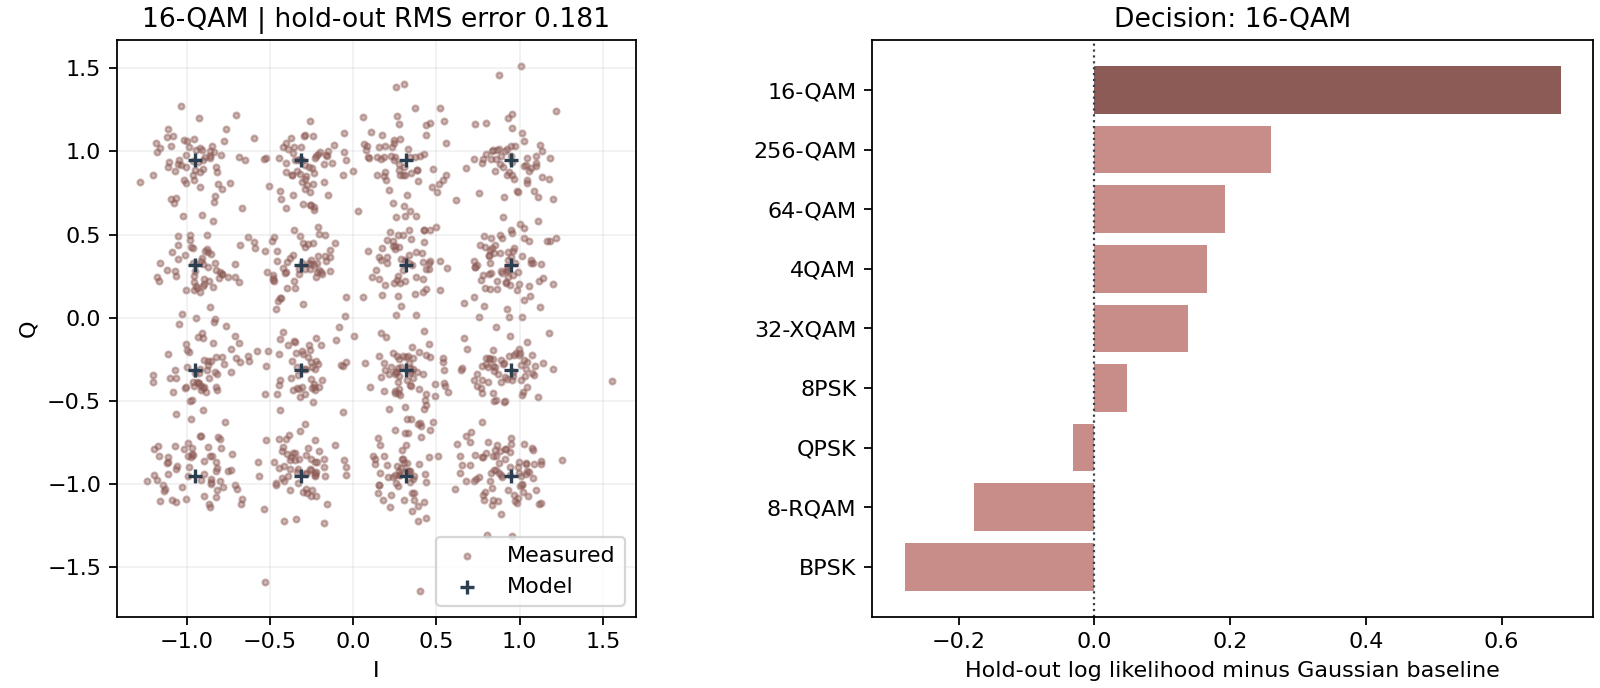 16-QAM | hold-out RMS error 0.181
1.5
1.0
0.5
0.0
−0.5
−1.0
−1.5
Q
−1.0
−0.5
0.0
0.5
1.0
1.5
I
Measured
Model
Decision: 16-QAM
16-QAM
256-QAM
64-QAM
4QAM
32-XQAM
8PSK
QPSK
8-RQAM
BPSK
−0.2
0.0
0.2
0.4
0.6
Hold-out log likelihood minus Gaussian baseline